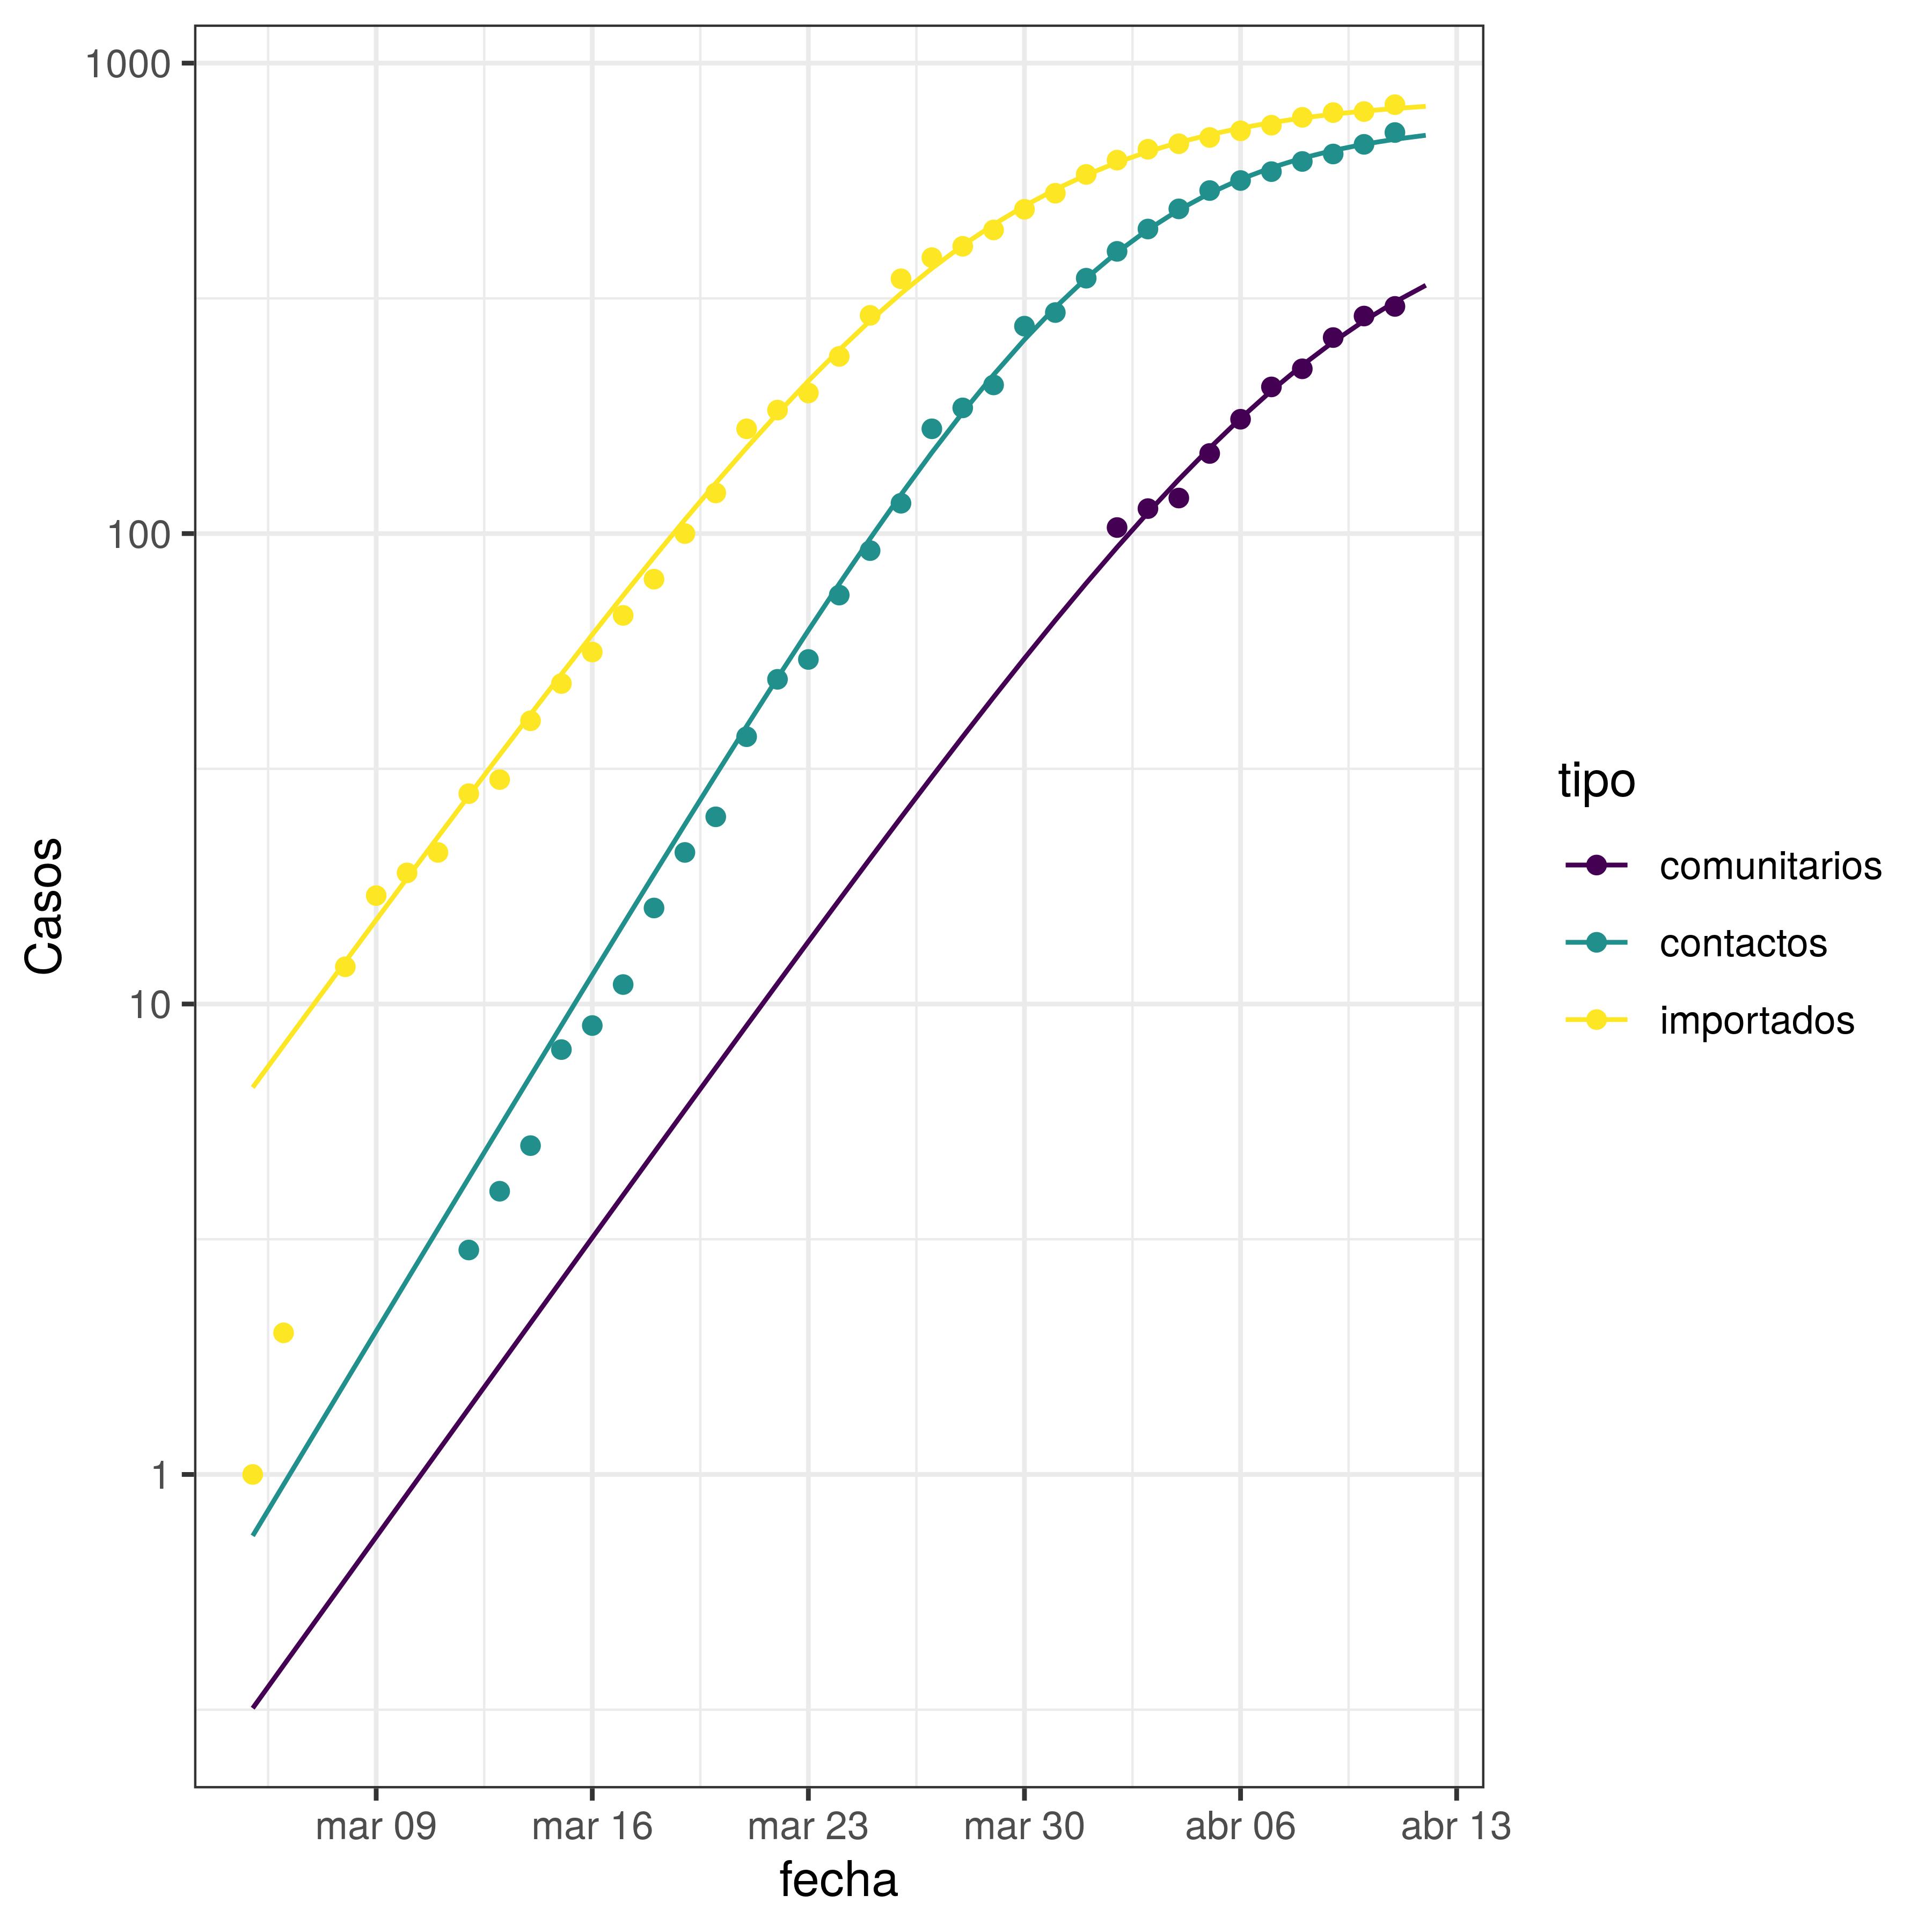 1000
100
10
1
Casos
mar 09
mar 16
mar 23
mar 30
abr 06
abr 13
fecha
tipo
comunitarios
contactos
importados